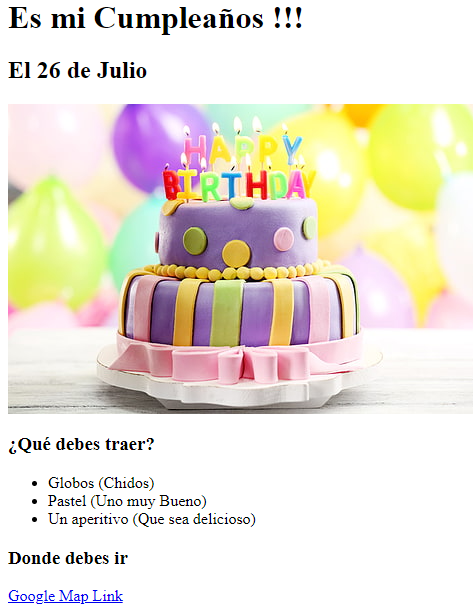 Es mi Cumpleaños !!!
El 26 de Julio
HAPPY
BIRTHDAY
¿Qué debes traer?
Globos (Chidos)
Pastel (Uno muy Bueno)
Un aperitivo (Que sea delicioso)
Donde debes ir
Google Map Link